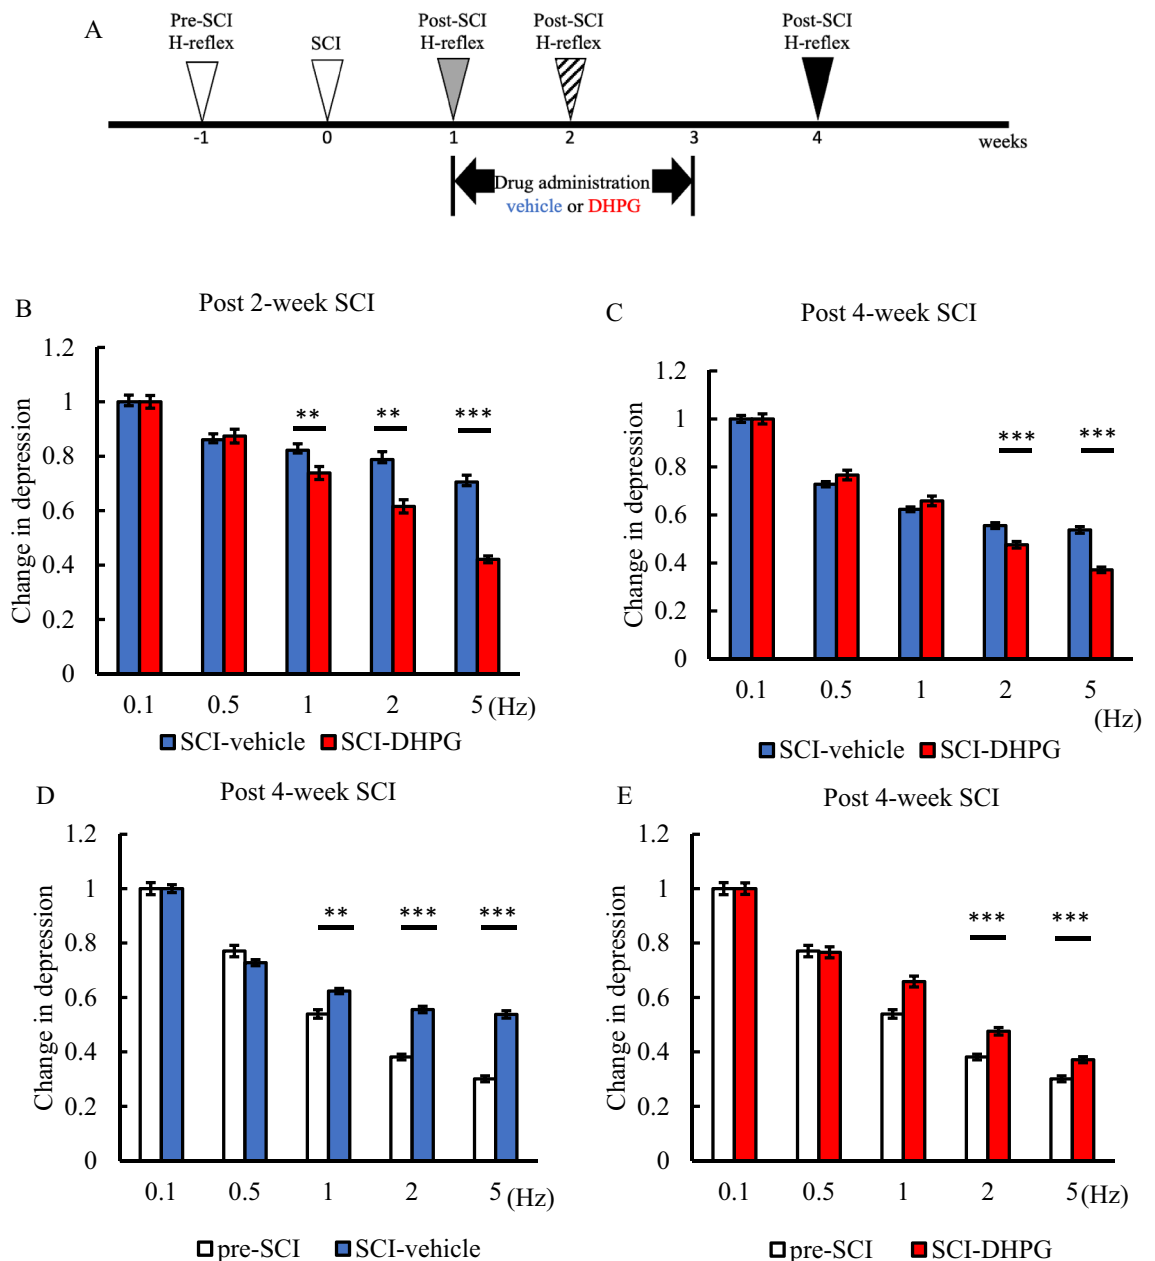 A
Pre-SCI
H-reflex
SCI
Post-SCI
H-reflex
Post-SCI
H-reflex
Post-SCI
H-reflex
-1
0
1
2
3
4
weeks
Drug administration
vehicle or DHPG
B
Post 2-week SCI
Change in depression
1.2
1
0.8
0.6
0.4
0.2
0
** ** ***
0.1 0.5 1 2 5 (Hz)
SCI-vehicle SCI-DHPG
C
Post 4-week SCI
Change in depression
1.2
1
0.8
0.6
0.4
0.2
0
*** ***
0.1 0.5 1 2 5
(Hz)
SCI-vehicle SCI-DHPG
D
Post 4-week SCI
Change in depression
1.2
1
0.8
0.6
0.4
0.2
0
** *** ***
0.1 0.5 1 2 5 (Hz)
pre-SCI SCI-vehicle
E
Post 4-week SCI
Change in depression
1.2
1
0.8
0.6
0.4
0.2
0
*** ***
0.1 0.5 1 2 5 (Hz)
pre-SCI SCI-DHPG